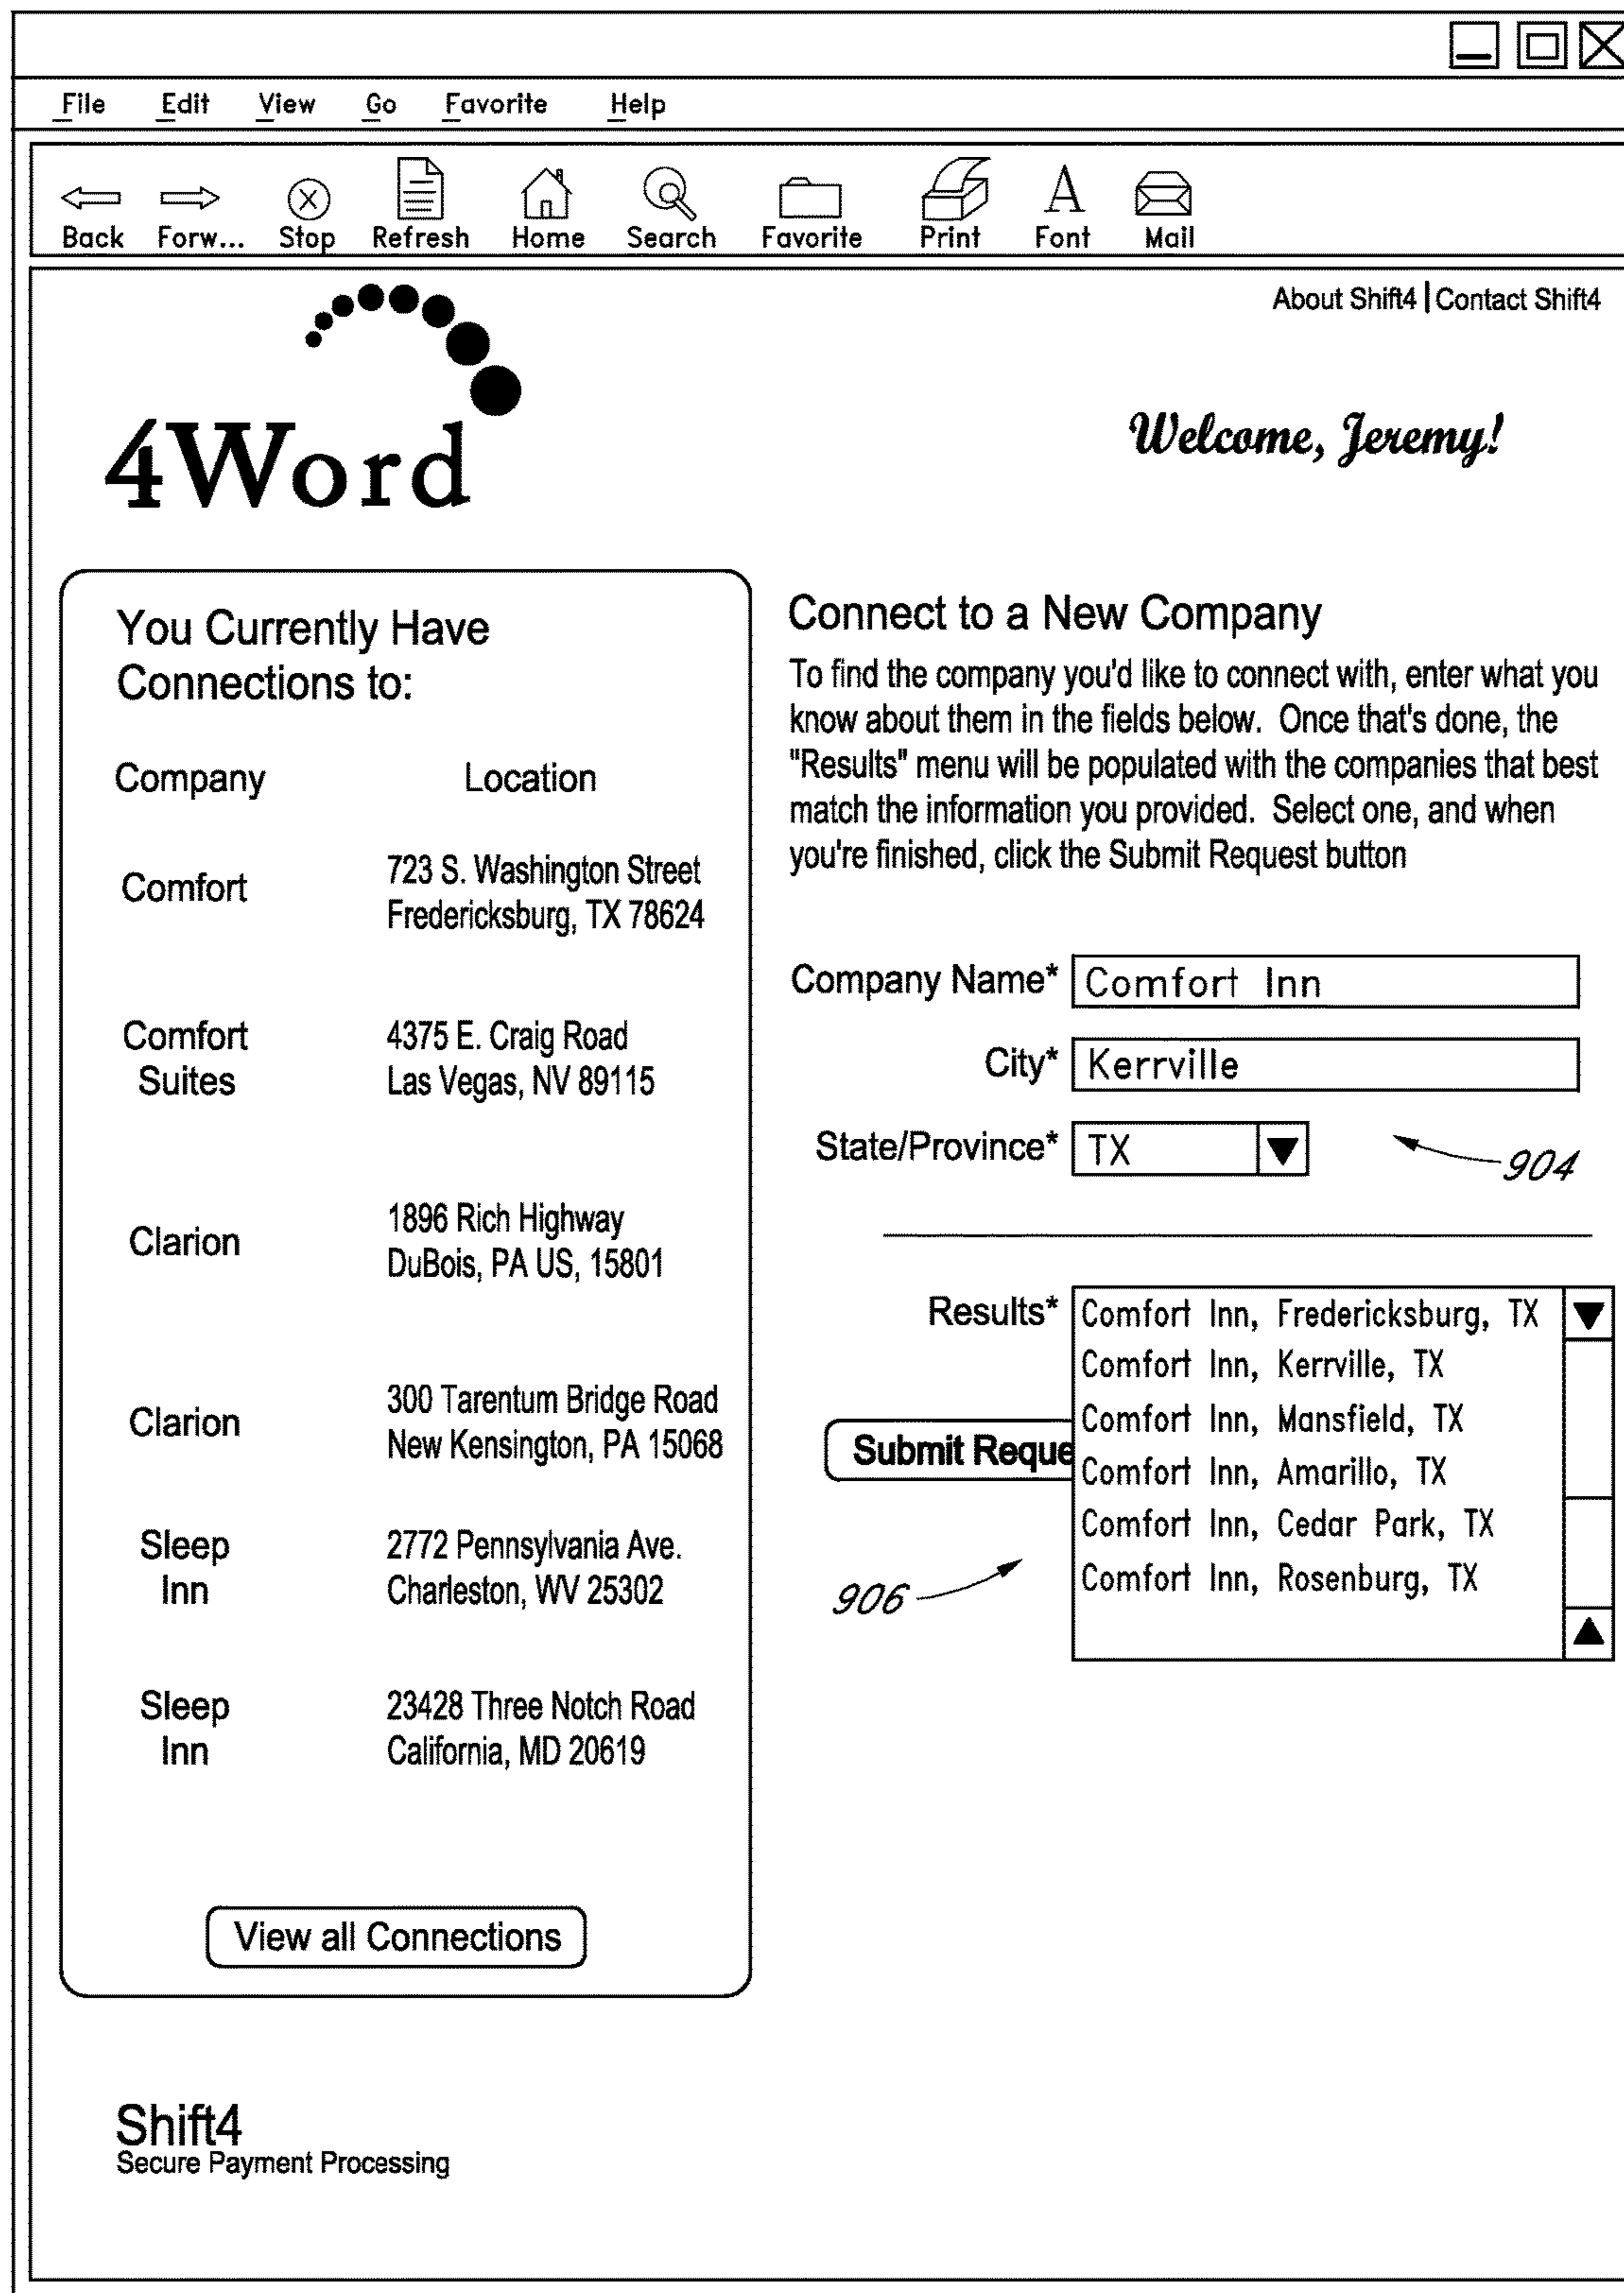 File Edit View Go Favorite Help
Back Forw... Stop Refresh Home Search Favorite Print Font Mail
About Shift4 | Contact Shift4
4Word
Welcome, Jeremy!
You Currently Have
Connections to:
Company Location
Comfort
723 S. Washington Street
Fredericksburg, TX 78624
Comfort
Suites
4375 E. Craig Road
Las Vegas, NV 89115
Clarion
1896 Rich Highway
DuBois, PA US, 15801
Clarion
300 Tarentum Bridge Road
New Kensington, PA 15068
Sleep
Inn
2772 Pennsylvania Ave.
Charleston, WV 25302
Sleep
Inn
23428 Three Notch Road
California, MD 20619
View all Connections
Connect to a New Company
To find the company you'd like to connect with, enter what you
know about them in the fields below. Once that's done, the
"Results" menu will be populated with the companies that best
match the information you provided. Select one, and when
you're finished, click the Submit Request button
Company Name* Comfort Inn
City* Kerrville
State/Province* TX
904
Results* Comfort Inn, Fredericksburg, TX
Comfort Inn, Kerrville, TX
Comfort Inn, Mansfield, TX
Submit Reque
Comfort Inn, Amarillo, TX
Comfort Inn, Cedar Park, TX
Comfort Inn, Rosenburg, TX
906
Shift4
Secure Payment Processing